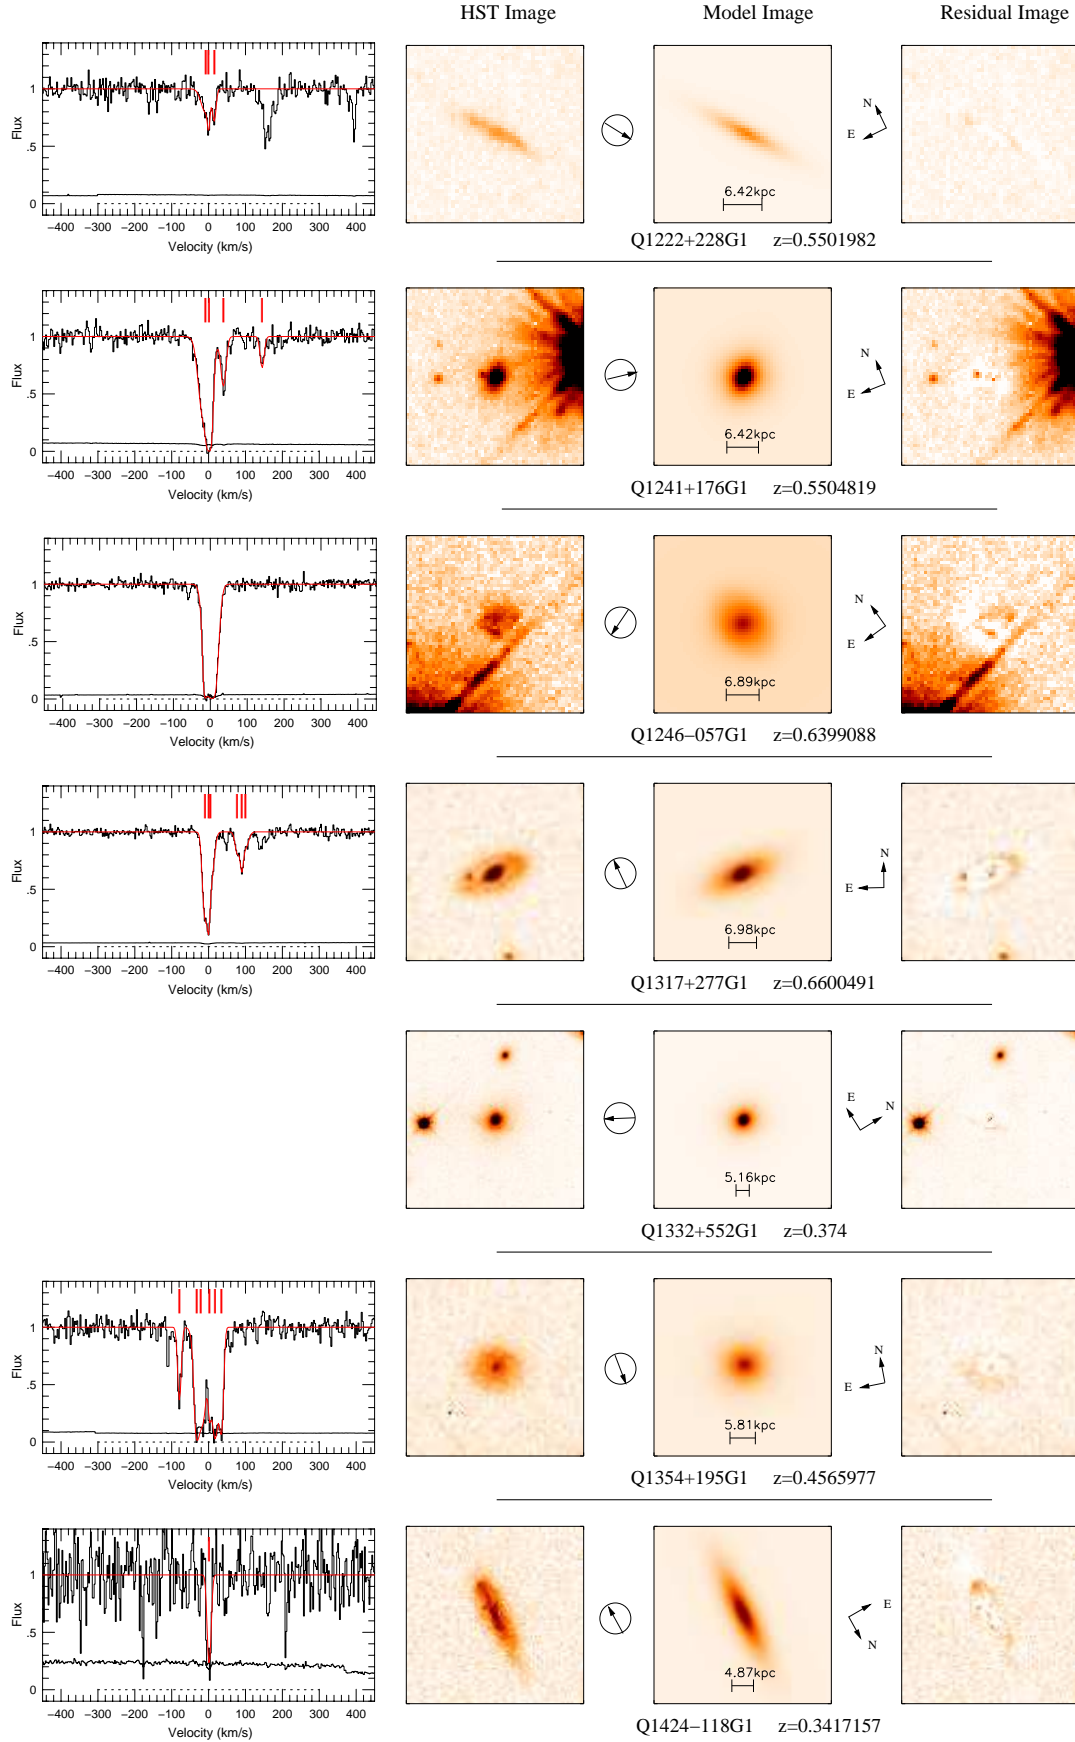 HST Image Model Image Residual Image
Flux
1
.5
0
−400 −300 −200 −100 0 100 200 300 400
Velocity (km/s)
6.42kpc
N
E
Q1222+228G1 z=0.5501982
Flux
1
.5
0
−400 −300 −200 −100 0 100 200 300 400
Velocity (km/s)
6.42kpc
N
E
Q1241+176G1 z=0.5504819
Flux
1
.5
0
−400 −300 −200 −100 0 100 200 300 400
Velocity (km/s)
6.89kpc
N
E
Q1246−057G1 z=0.6399088
Flux
1
.5
0
−400 −300 −200 −100 0 100 200 300 400
Velocity (km/s)
6.98kpc
N
E
Q1317+277G1 z=0.6600491
5.16kpc
E
N
Q1332+552G1 z=0.374
Flux
1
.5
0
−400 −300 −200 −100 0 100 200 300 400
Velocity (km/s)
5.81kpc
N
E
Q1354+195G1 z=0.4565977
Flux
1
.5
0
−400 −300 −200 −100 0 100 200 300 400
Velocity (km/s)
4.87kpc
E
N
Q1424−118G1 z=0.3417157